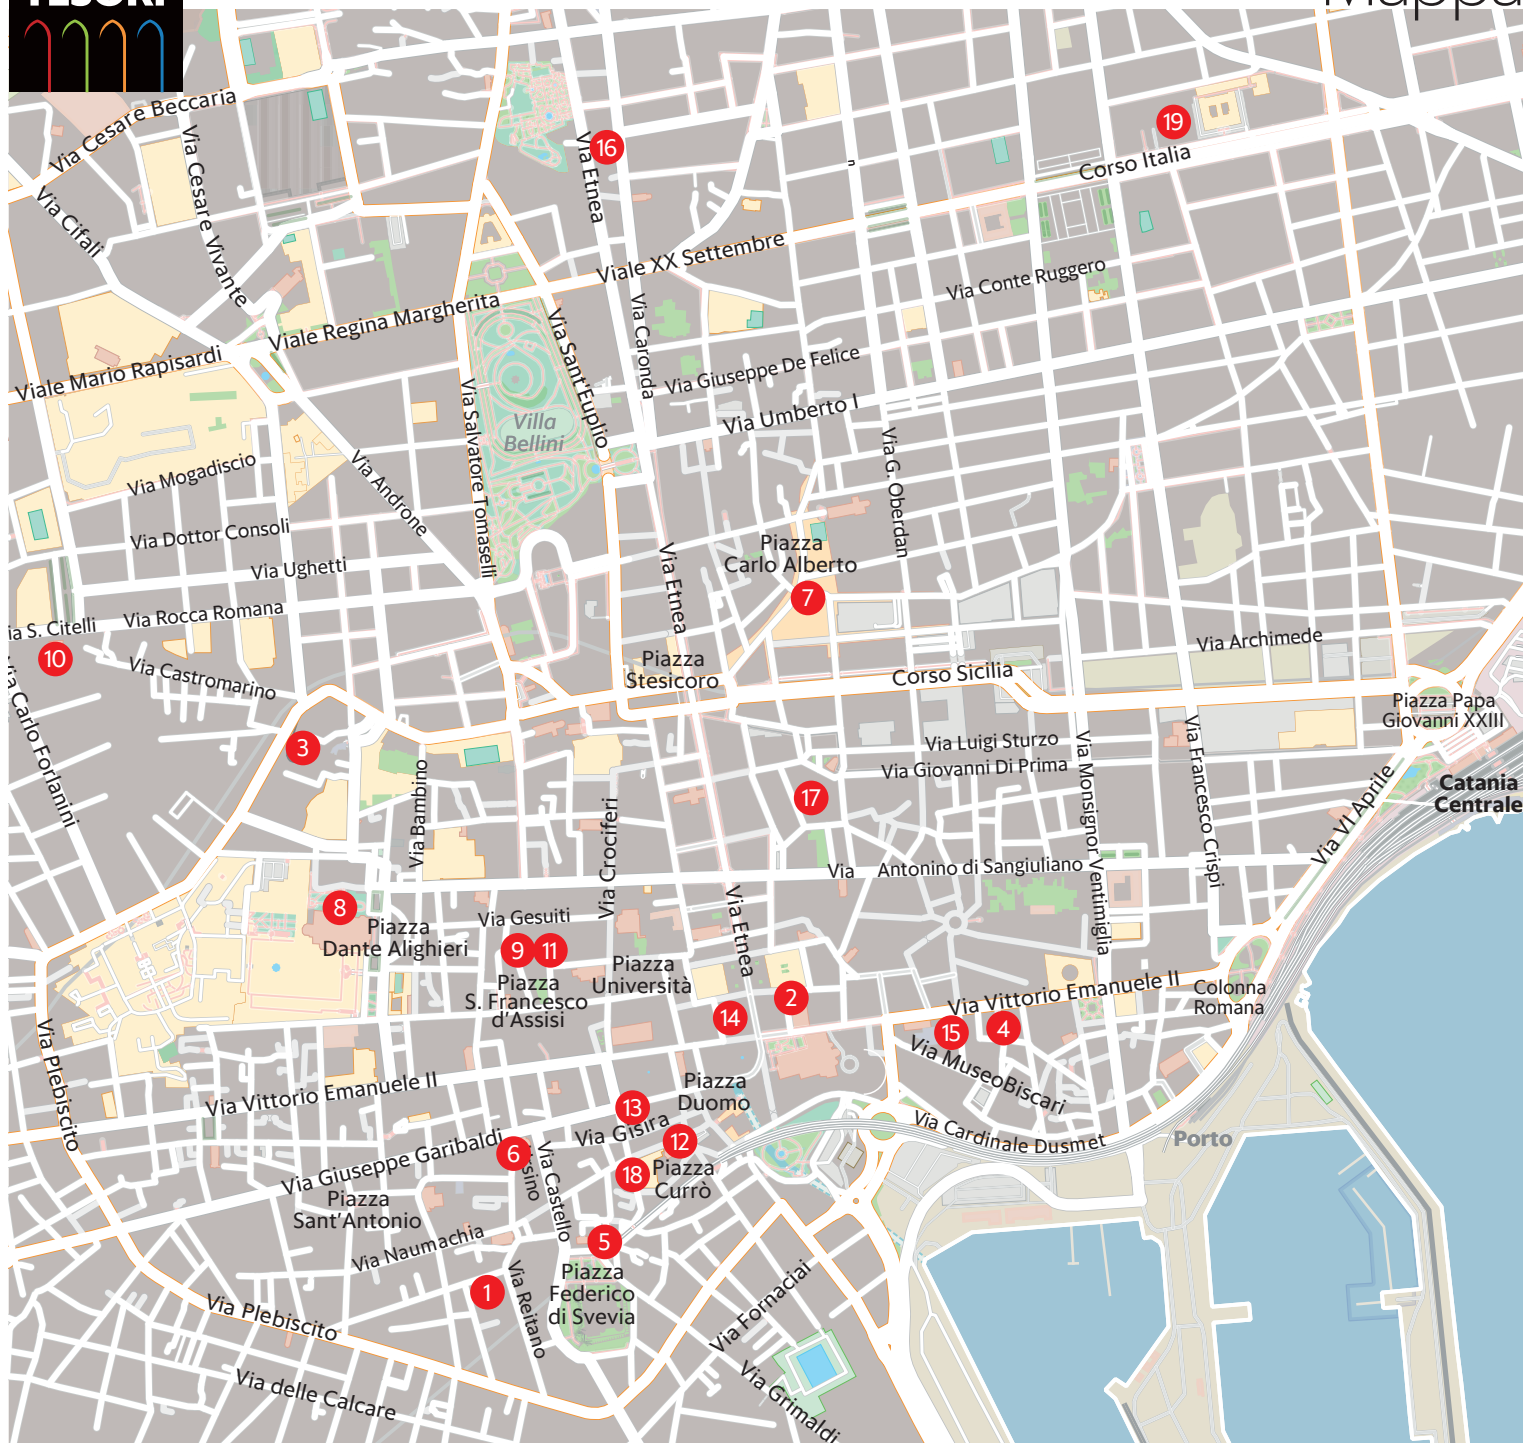 TESORI
Mappa
Via Cesare Beccaria
Via Cesare Vivante
Via Cifali
16
Via Etnea
19
Corso Italia
Viale XX Settembre
Via Conte Ruggero
Viale Regina Margherita
Viale Mario Rapisardi
Via Caronda
Via Sant'Euplio
Via Giuseppe De Felice
Via Umberto I
Villa
Bellini
Via Salvatore Tomaselli
Via G. Oberdan
Via Mogadiscio
Via Androne
Via Dottor Consoli
Via Ughetti
Via Rocca Romana
Piazza
Carlo Alberto
7
Via Etnea
ia S. Citelli
10
Via Castromarino
Via Carlo Forlanini
Piazza
Stesicoro
Corso Sicilia
Via Archimede
Piazza Papa
Giovanni XXIII
3
Via Luigi Sturzo
Via Giovanni Di Prima
Via Monsignor Ventimiglia
Via Francesco Crispi
Catania
Centrale
Via VI Aprile
17
Via Bambino
Via Crociferi
Via Antonino di Sangiuliano
8
Piazza
Dante Alighieri
Via Gesuiti
9
11
Piazza
S. Francesco
d'Assisi
Piazza
Università
Via Etnea
2
14
Via Vittorio Emanuele II
Colonna
Romana
15
4
Via Museo Biscari
Via Plebiscito
Via Vittorio Emanuele II
Piazza
Duomo
13
Via Gisira
12
Via Cardinale Dusmet
Porto
Via Giuseppe Garibaldi
6
rsino
Via Castello
18
Piazza
Currò
Piazza
Sant'Antonio
Via Naumachia
5
1
Via Reitano
Piazza
Federico
di Svevia
Via Fornaciai
Via Plebiscito
Via delle Calcare
Via Grimaldi